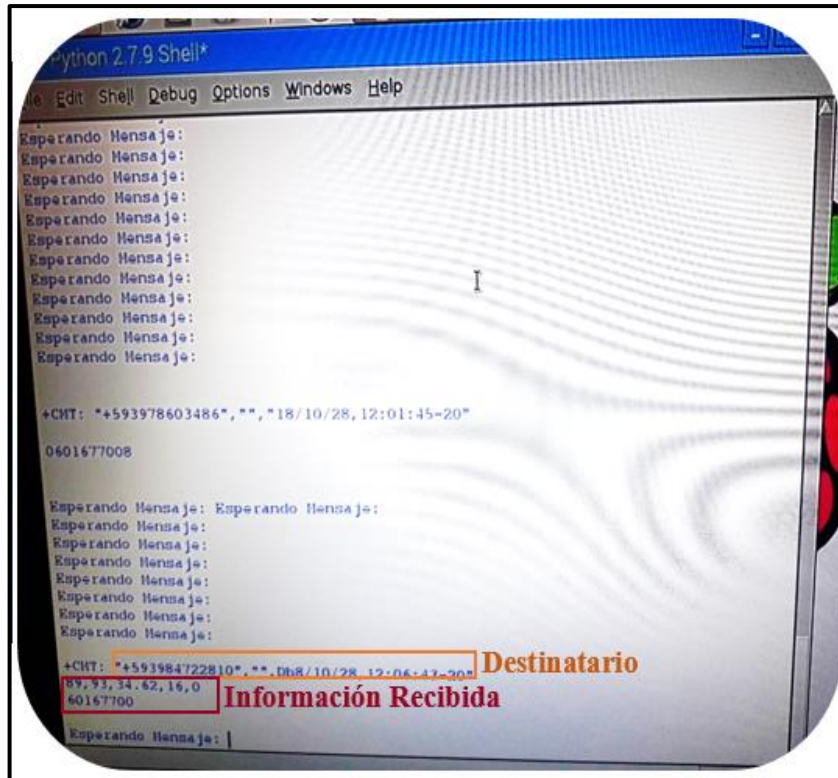 Python 2.7.9 Shell*
Edit Shell Debug Options Windows Help
Esperando Mensaje:
Esperando Mensaje:
Esperando Mensaje:
Esperando Mensaje:
Esperando Mensaje:
Esperando Mensaje:
Esperando Mensaje:
Esperando Mensaje:
Esperando Mensaje:
Esperando Mensaje:
Esperando Mensaje:
Esperando Mensaje:
+CMT: "+593978603486","","18/10/28,12:01:45-20"
0601677008
Esperando Mensaje: Esperando Mensaje:
Esperando Mensaje:
Esperando Mensaje:
Esperando Mensaje:
Esperando Mensaje:
Esperando Mensaje:
Esperando Mensaje:
Esperando Mensaje:
+CMT: "+593984722810","",Db8/10/28,12:06:43-20" Destinatario
89,93,34.62,16,0
60167700 Información Recibida
Esperando Mensaje: